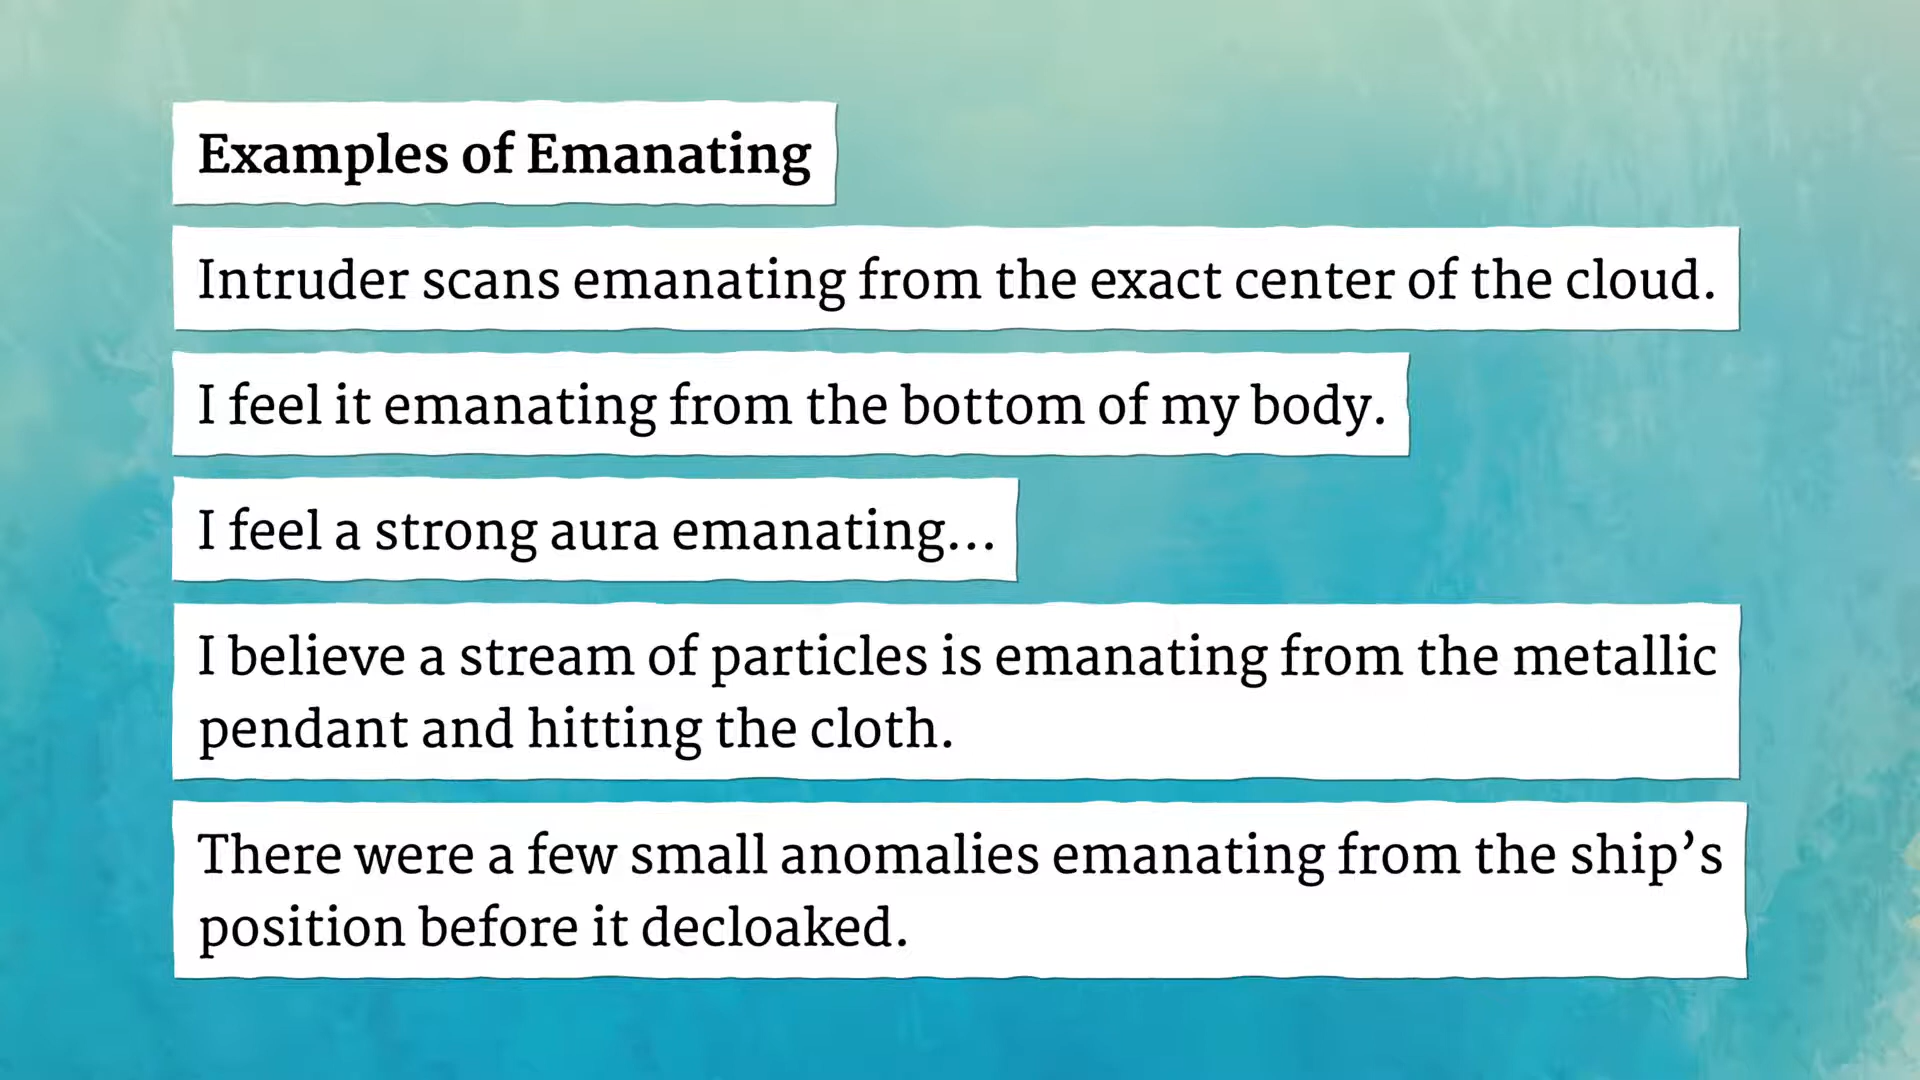 Examples of Emanating
Intruder scans emanating from the exact center of the cloud.
I feel it emanating from the bottom of my body.
I feel a strong aura emanating...
I believe a stream of particles is emanating from the metallic
pendant and hitting the cloth.
There were a few small anomalies emanating from the ship’s
position before it decloaked.